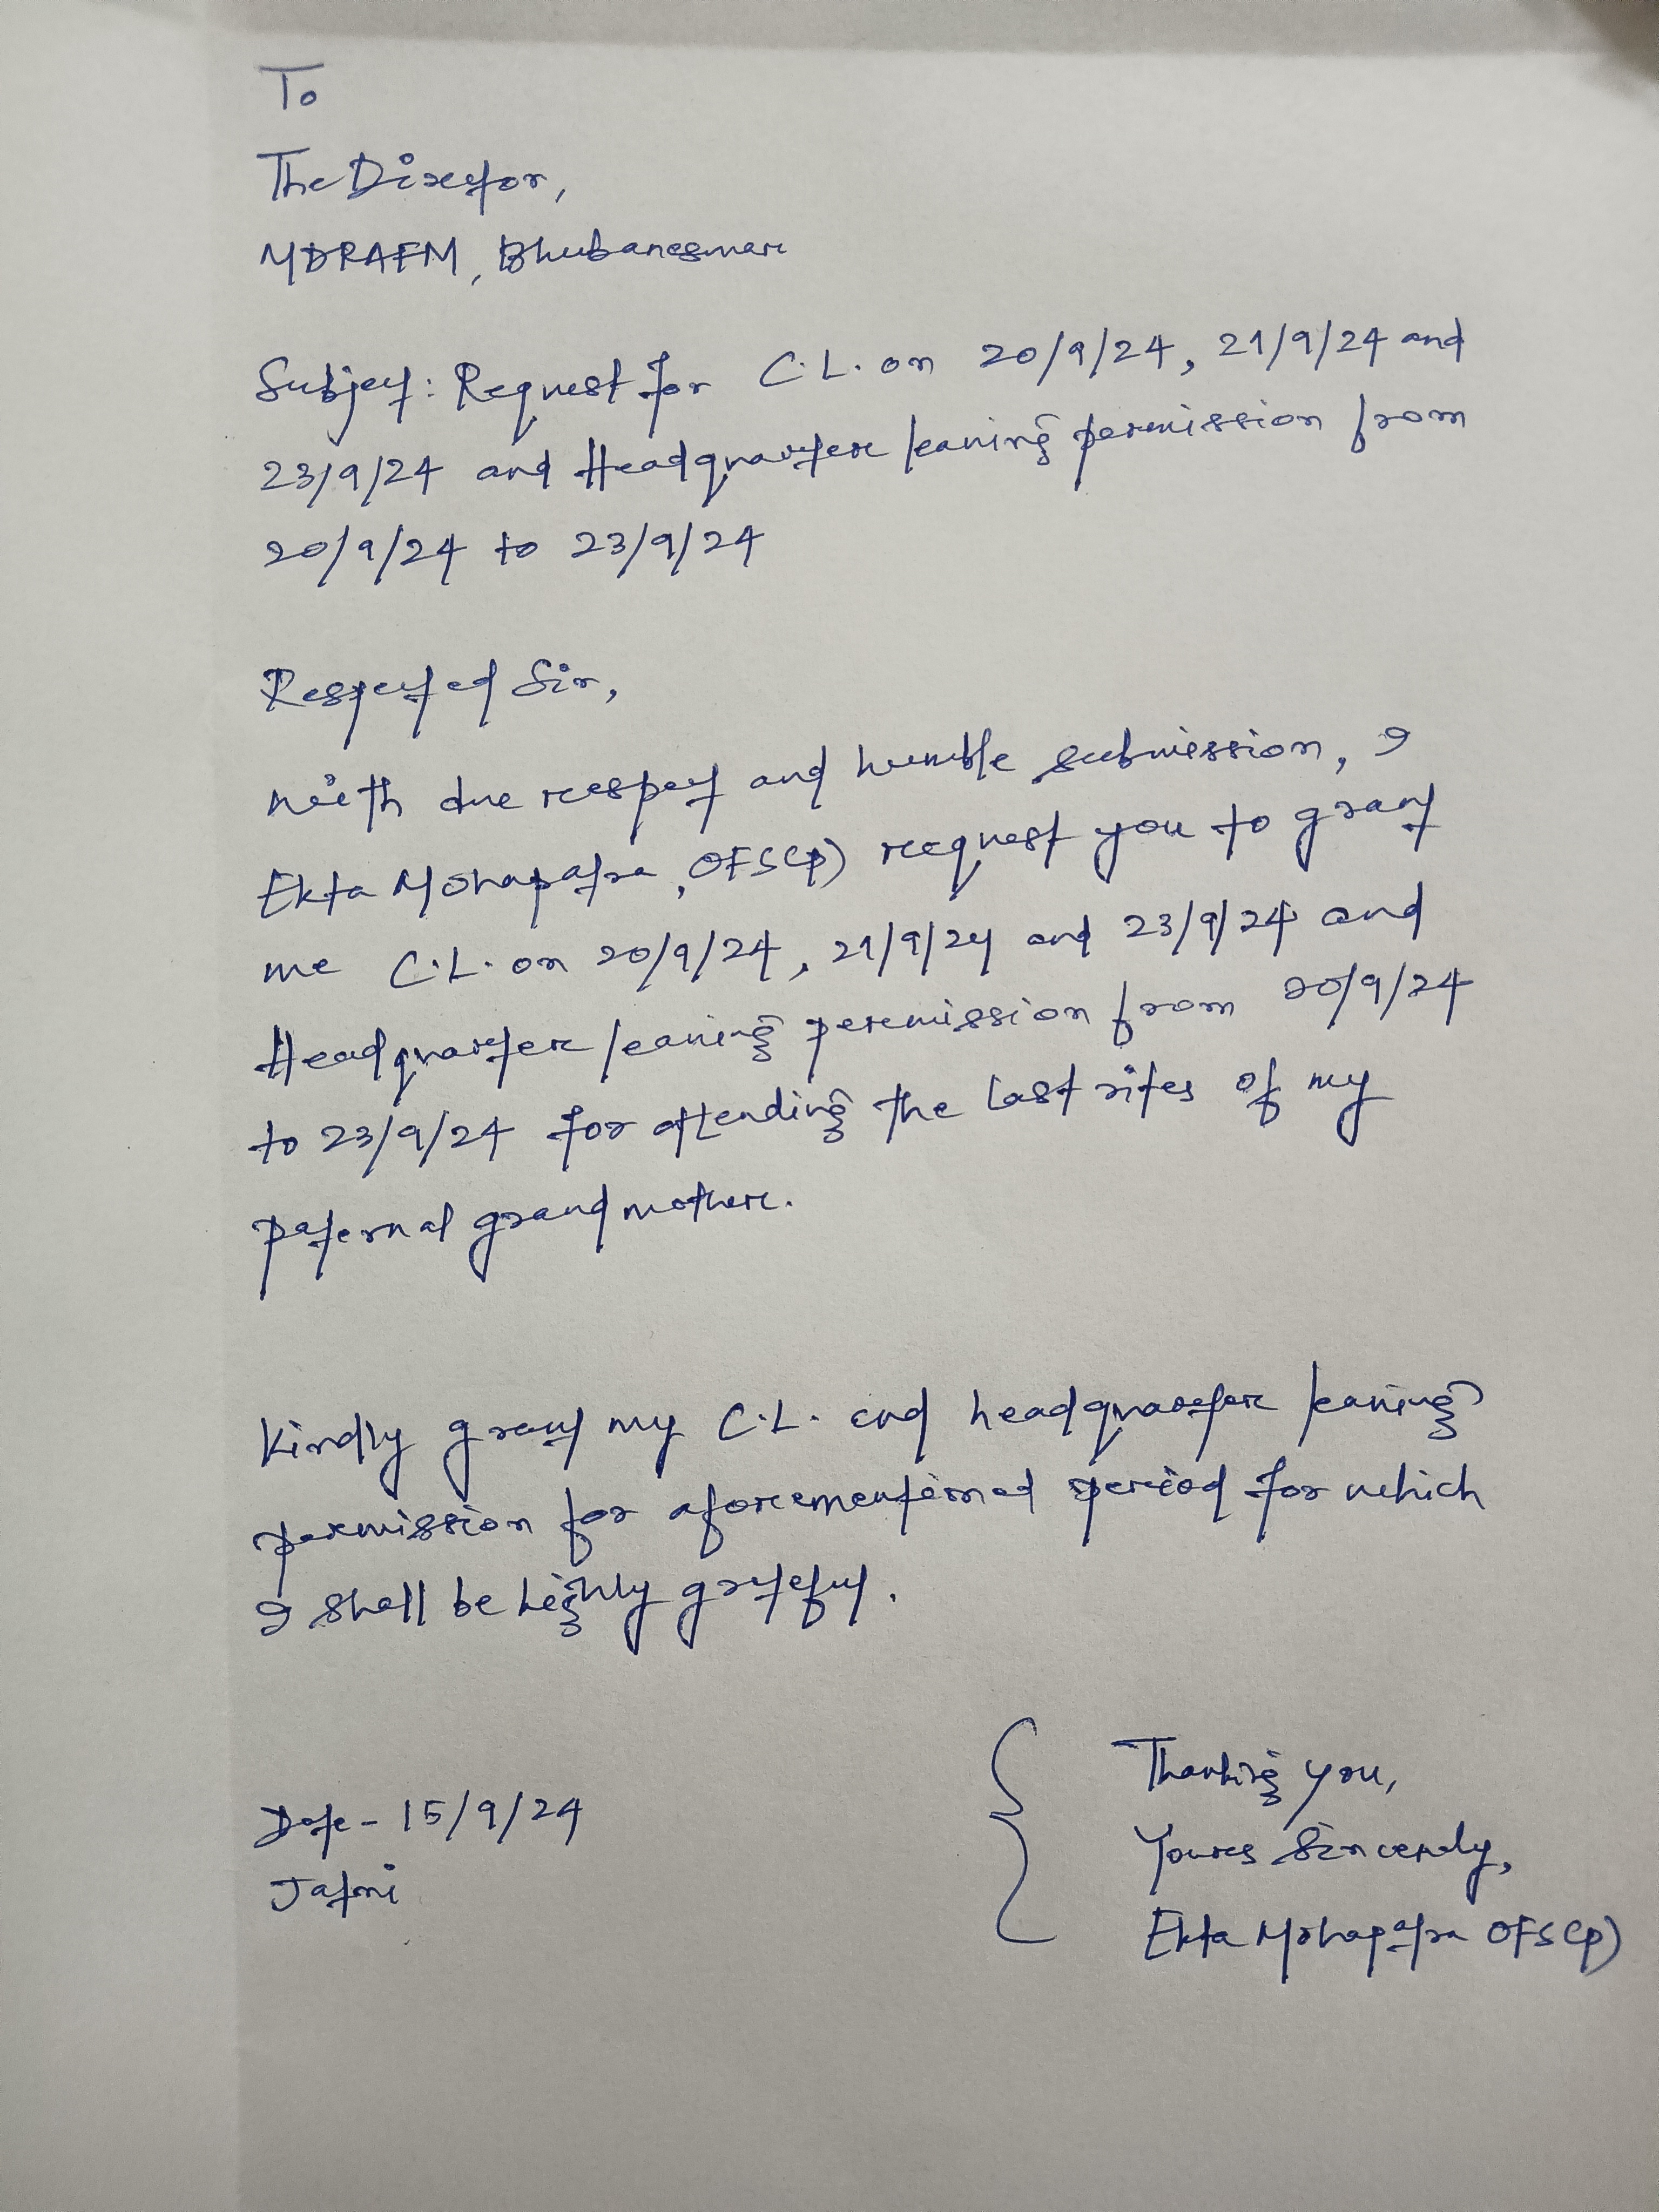 To
The Director,
MDRAFM, Bhubaneswar
Subject: Request for C.L. on 20/9/24, 21/9/24 and
23/9/24 and Headquarter leaving permission from
20/9/24 to 23/9/24
Respected Sir,
with due respect and humble submission, I
Ekta Mohapatra, OFS(P) request you to grant
me C.L. on 20/9/24, 21/9/24 and 23/9/24 and
Headquarter leaving permission from 20/9/24
to 23/9/24 for attending the last rites of my
paternal grandmother.
Kindly grant my C.L. and headquarter leaving
permission for aforementioned period for which
I shall be highly grateful.
Date - 15/9/24
Jatni
Thanking you,
Yours Sincerely,
Ekta Mohapatra OFS(P)